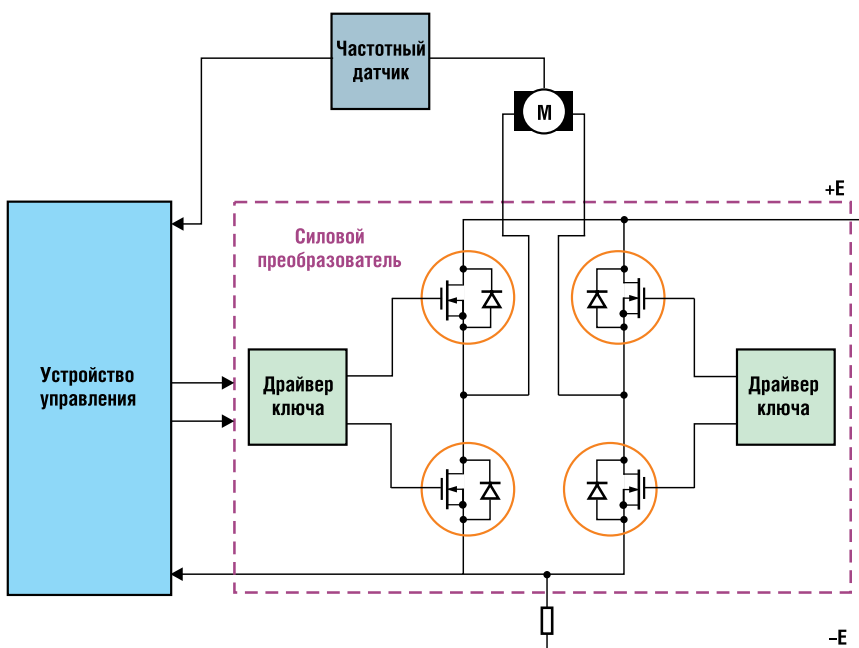 Частотный
датчик
M
+E
Силовой
преобразователь
Устройство
управления
Драйвер
ключа
Драйвер
ключа
–E